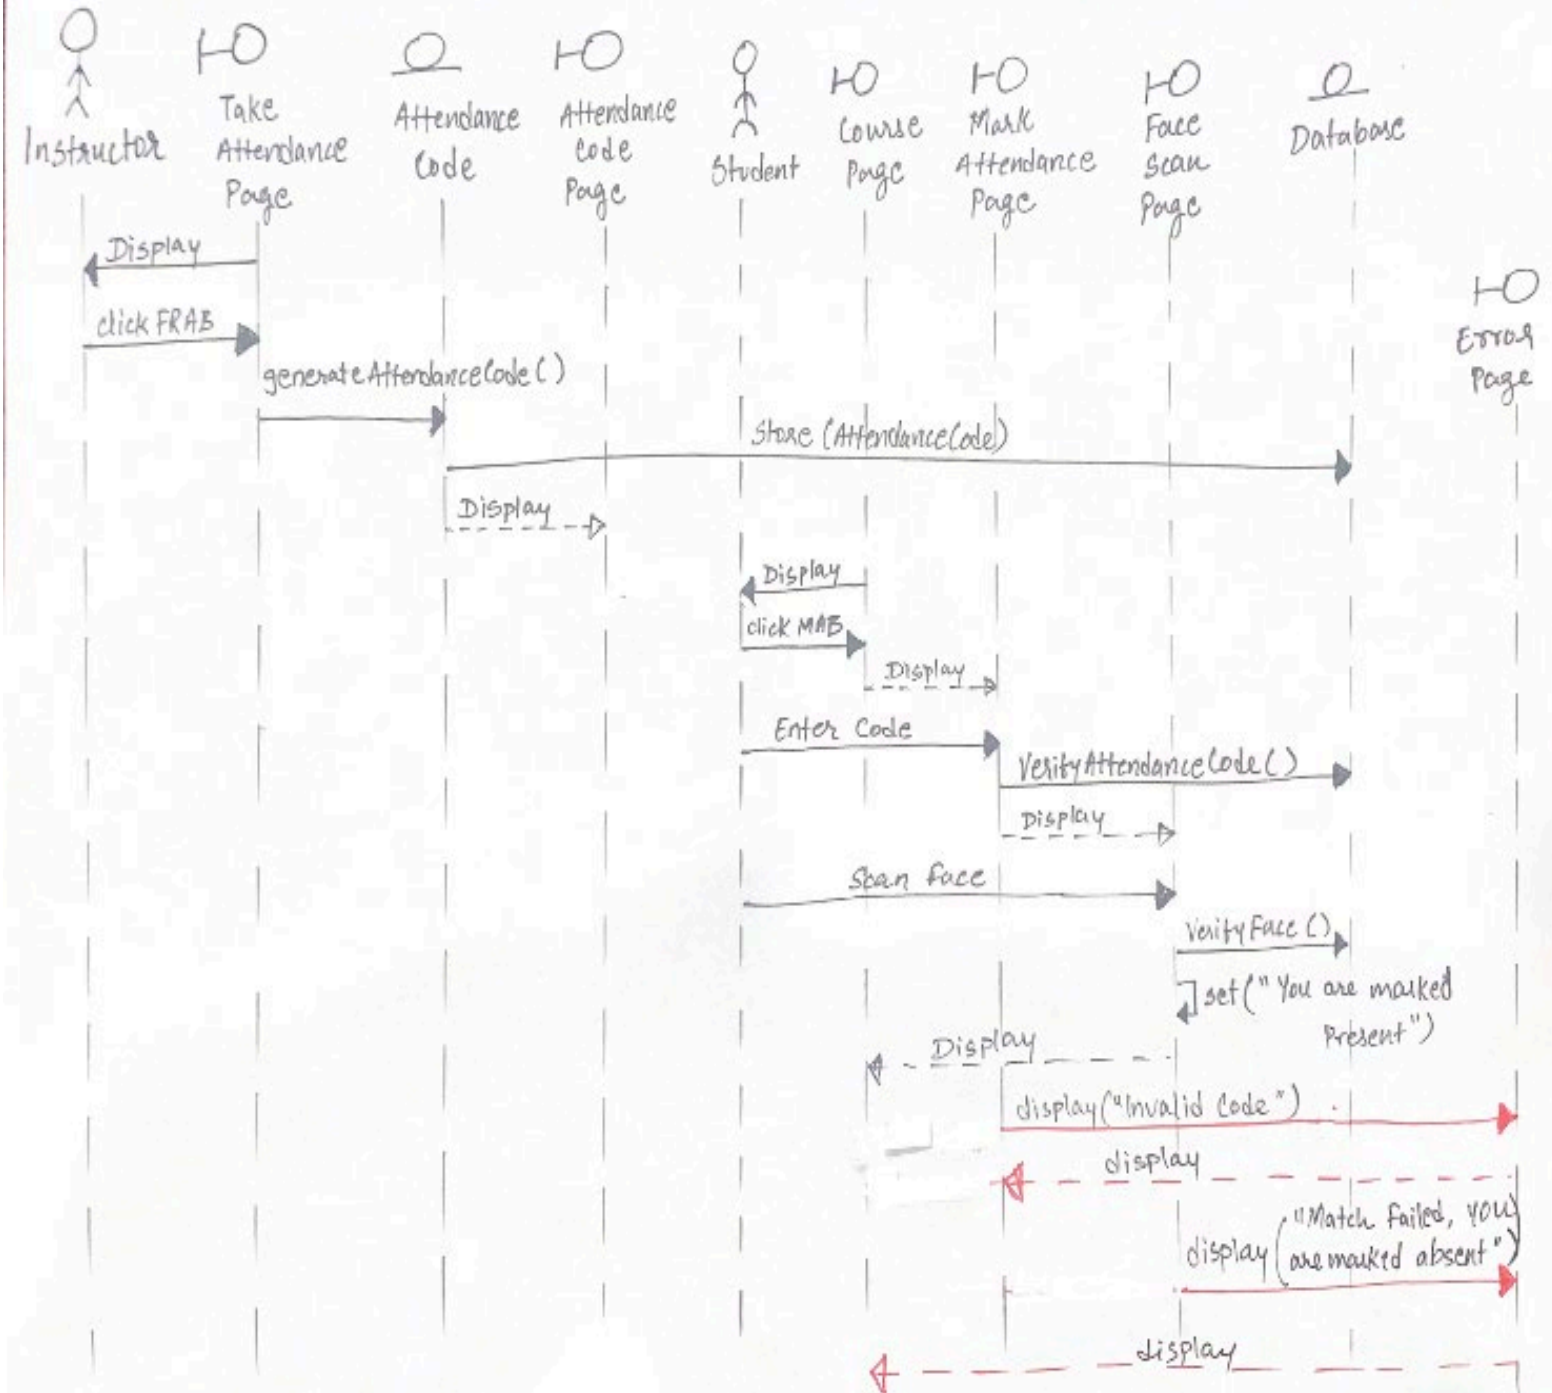 Instructor
Take
Attendance
Page
Attendance
Code
Attendance
Code
Page
Student
Course
Page
Mark
Attendance
Page
Face
Scan
Page
Database
Error
Page
Display
click FRAB
generateAttendanceCode()
Store (AttendanceCode)
Display
Display
click MAB
Display
Enter Code
VerifyAttendanceCode()
Display
Scan face
VerifyFace()
set("You are marked
Present")
Display
display("Invalid Code")
display
display("Match Failed, you
are marked absent")
display